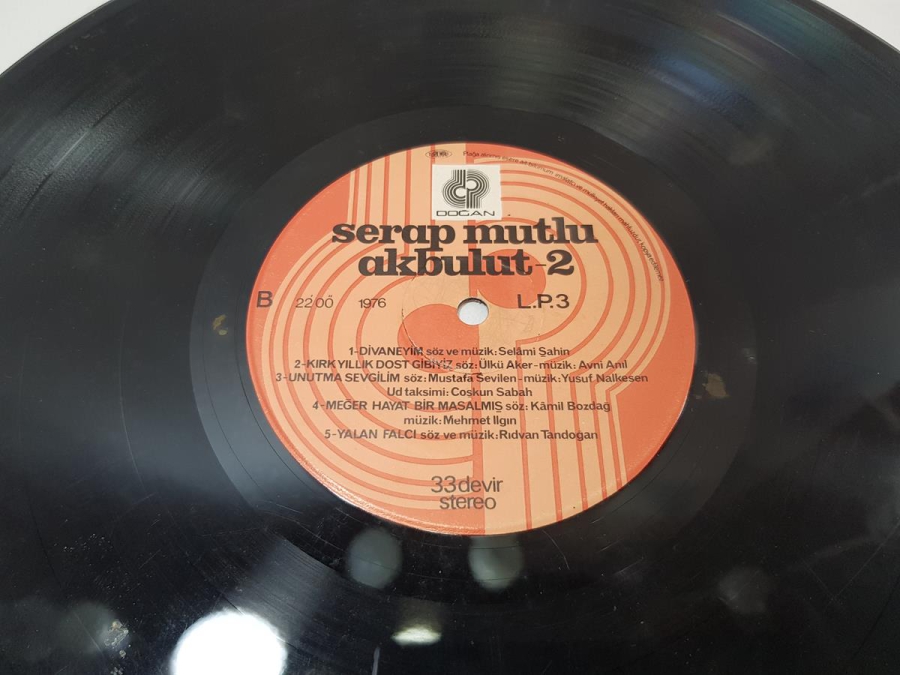 DOGAN
serap mutlu
akbulut-2
B 22'00" 1976 L.P.3
1-DİVANEYİM söz ve müzik: Selâmi Şahin
2-KIRK YILLIK DOST GİBİYİZ söz: Ülkü Aker-müzik: Avni Anıl
3-UNUTMA SEVGİLİM söz: Mustafa Sevilen-müzik: Yusuf Nalkesen
Ud taksimi: Coşkun Sabah
4-MEĞER HAYAT BİR MASALMIŞ söz: Kâmil Bozdağ
müzik: Mehmet Ilgın
5-YALAN FALCI söz ve müzik: Rıdvan Tandoğan
33 devir
stereo